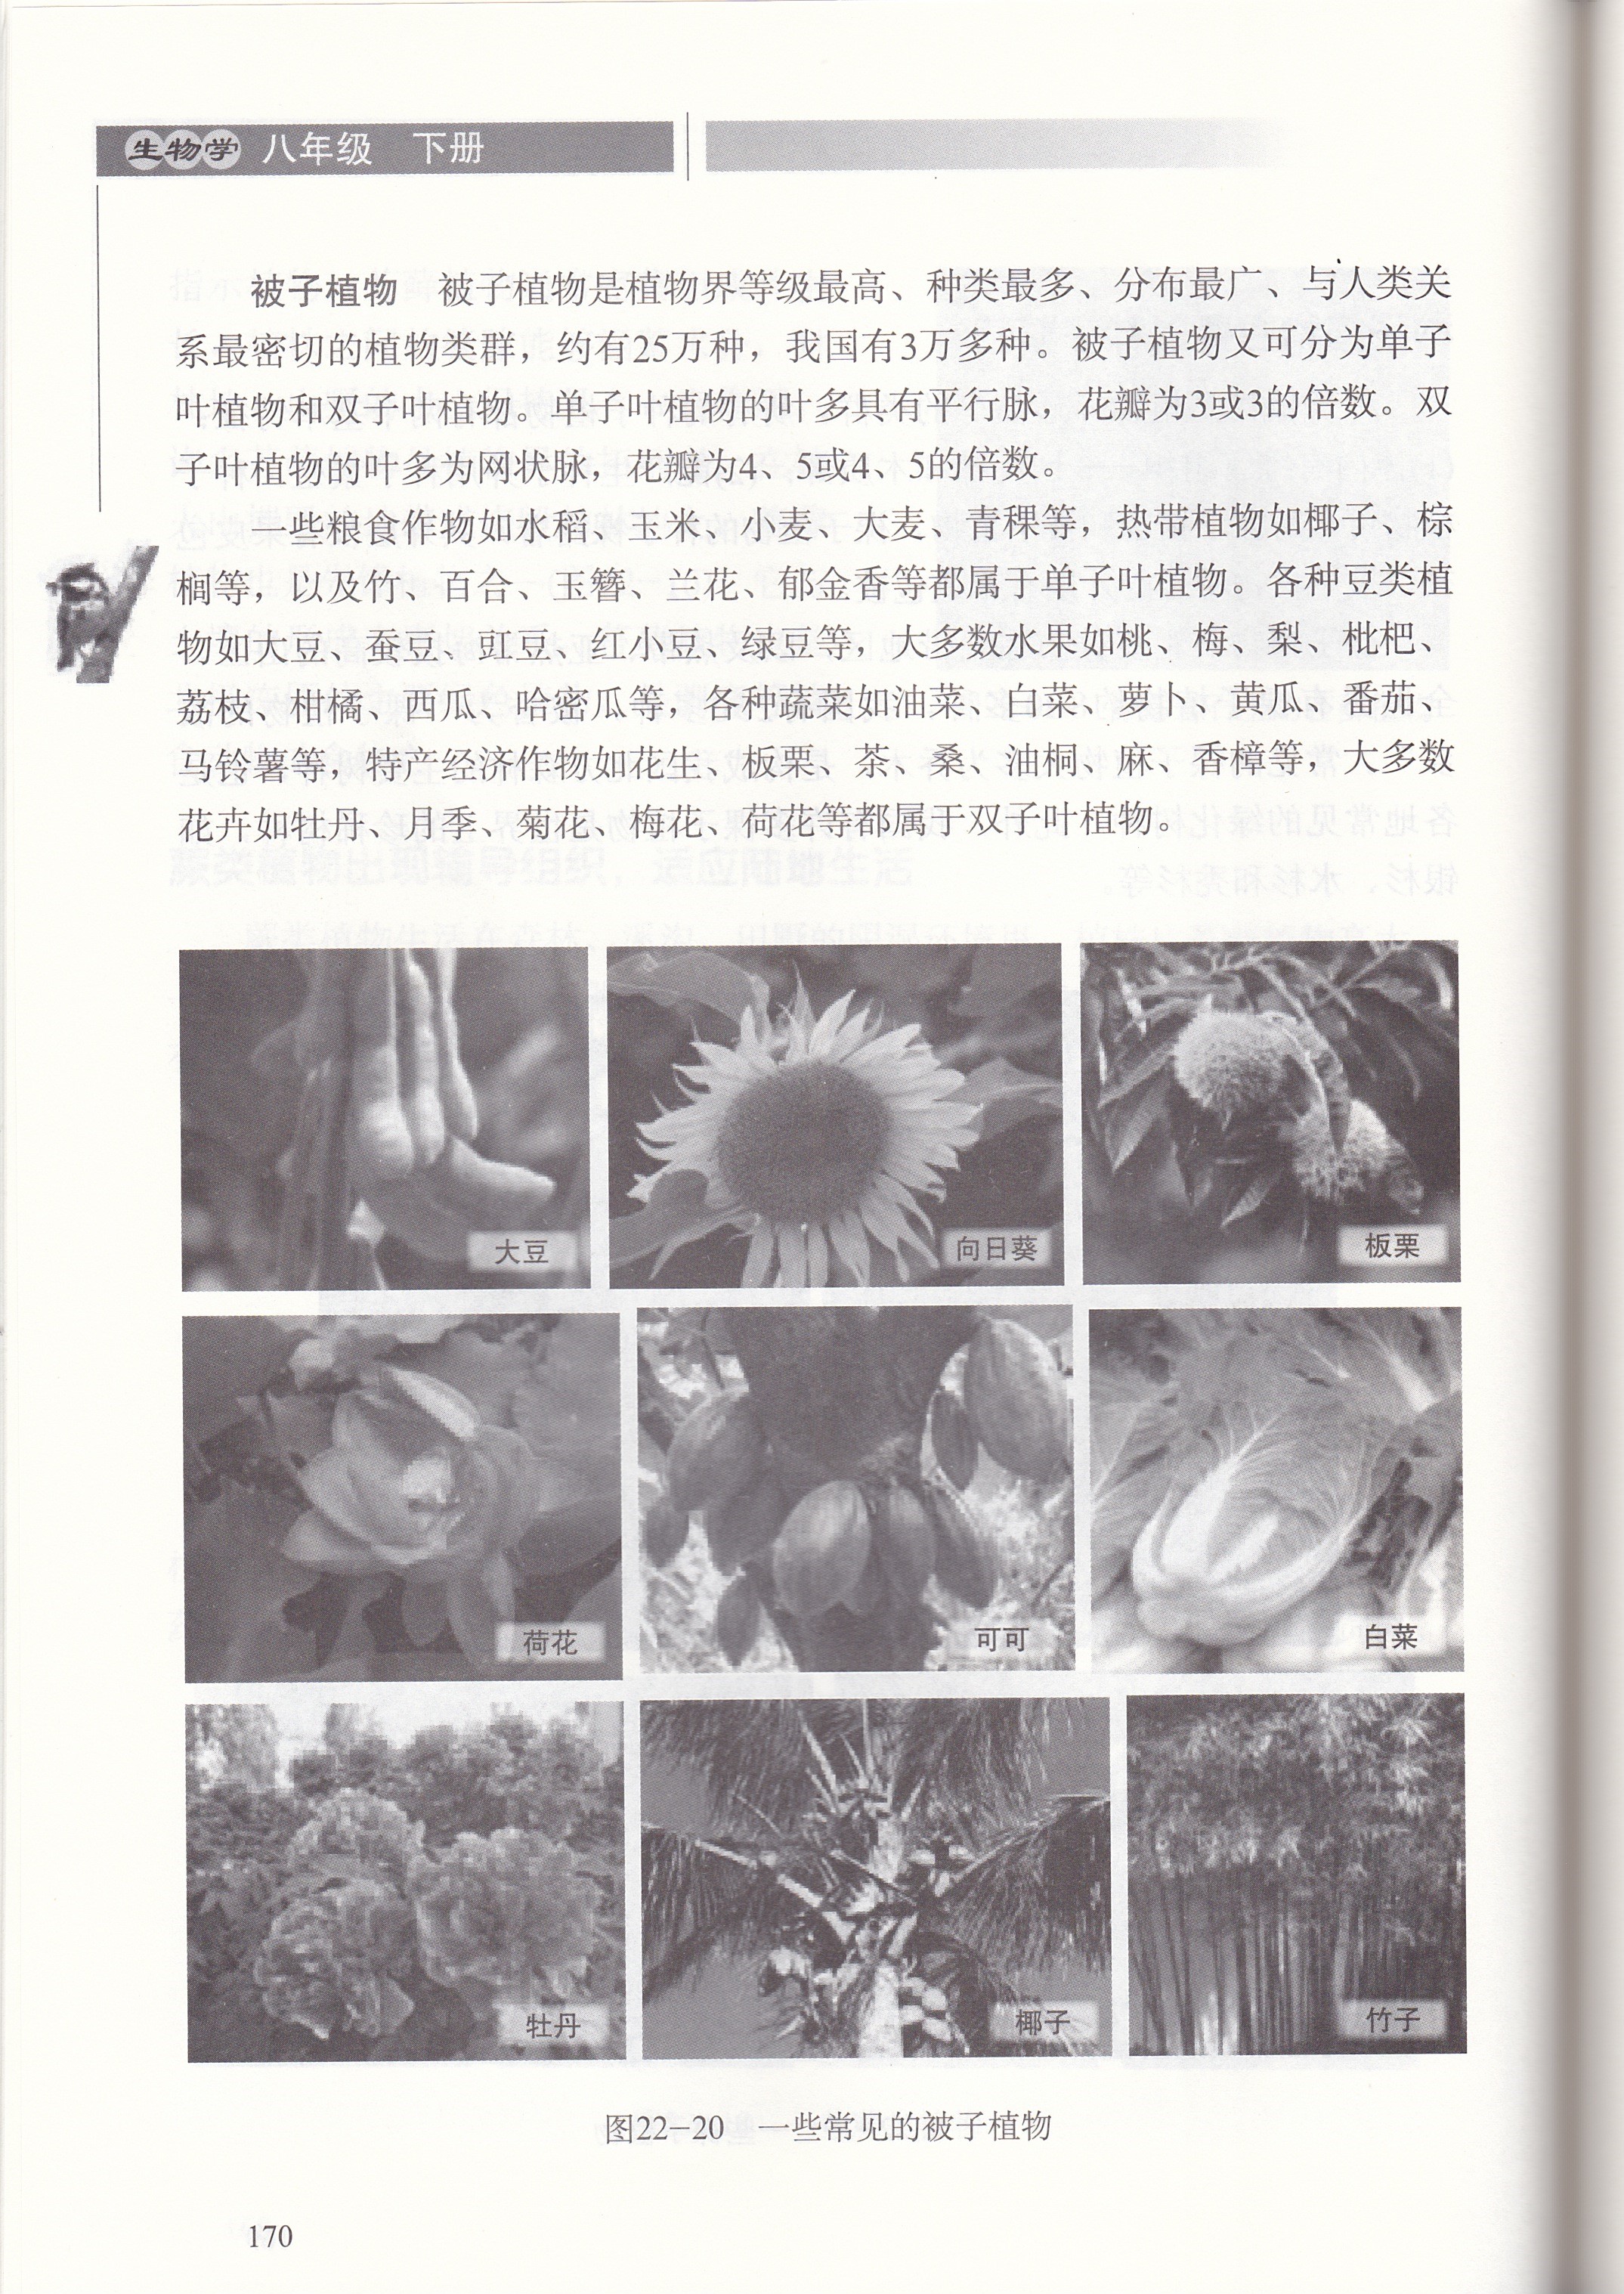 生物学 八年级 下册
被子植物 被子植物是植物界等级最高、种类最多、分布最广、与人类关
系最密切的植物类群，约有25万种，我国有3万多种。被子植物又可分为单子
叶植物和双子叶植物。单子叶植物的叶多具有平行脉，花瓣为3或3的倍数。双
子叶植物的叶多为网状脉，花瓣为4、5或4、5的倍数。
一些粮食作物如水稻、玉米、小麦、大麦、青稞等，热带植物如椰子、棕
榈等，以及竹、百合、玉簪、兰花、郁金香等都属于单子叶植物。各种豆类植
物如大豆、蚕豆、豇豆、红小豆、绿豆等，大多数水果如桃、梅、梨、枇杷、
荔枝、柑橘、西瓜、哈密瓜等，各种蔬菜如油菜、白菜、萝卜、黄瓜、番茄、
马铃薯等，特产经济作物如花生、板栗、茶、桑、油桐、麻、香樟等，大多数
花卉如牡丹、月季、菊花、梅花、荷花等都属于双子叶植物。
大豆
向日葵
板栗
荷花
可可
白菜
牡丹
椰子
竹子
图22-20 一些常见的被子植物
170